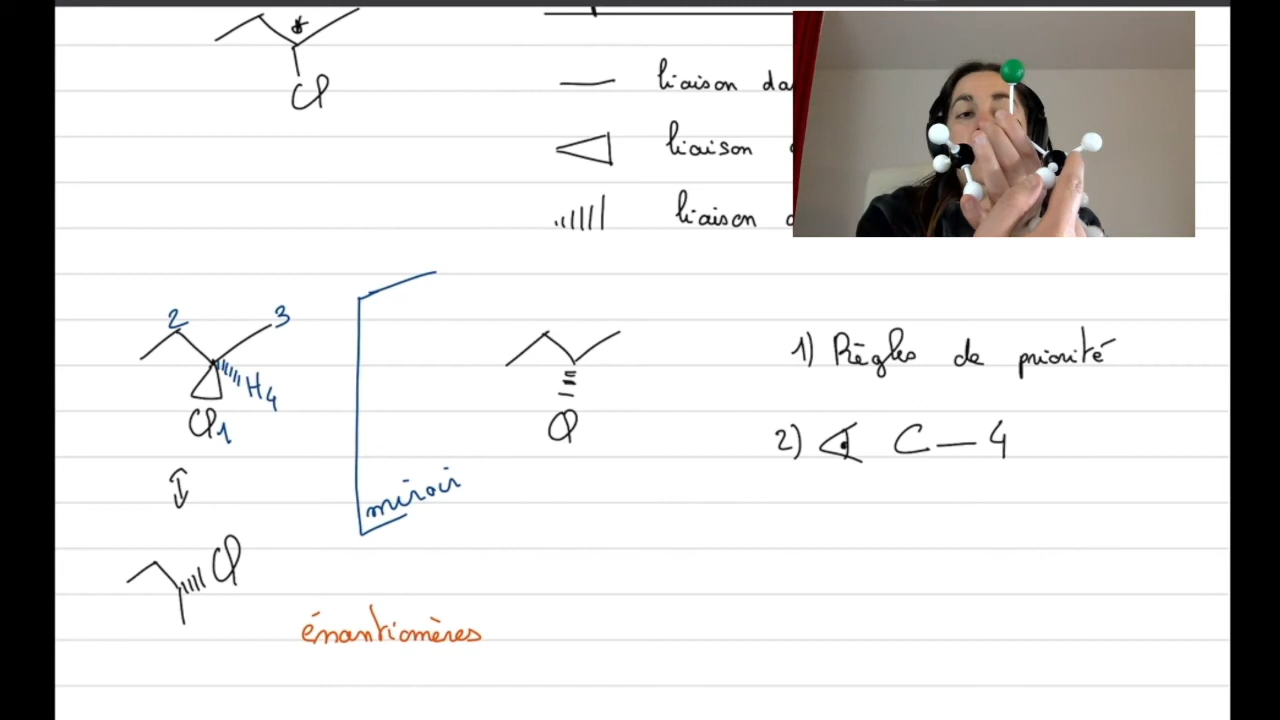 Cl
liaison da
liaison
liaison d
2 3
H4
Cl1
miroir
Cl
1) Règles de priorité
2) C — 4
Cl
énantiomères